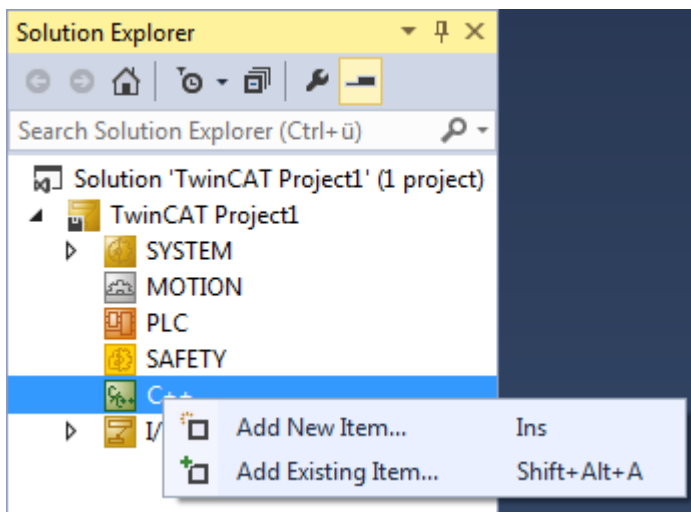 Solution Explorer
Search Solution Explorer (Ctrl+ü)
Solution 'TwinCAT Project1' (1 project)
TwinCAT Project1
SYSTEM
MOTION
PLC
SAFETY
C++
Add New Item... Ins
I/
Add Existing Item... Shift+Alt+A